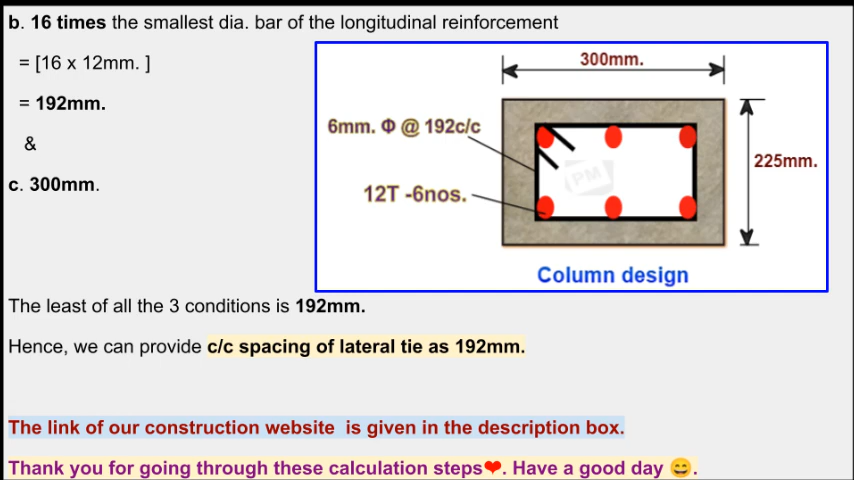 b. 16 times the smallest dia. bar of the longitudinal reinforcement
= [16 x 12mm. ]
= 192mm.
&
c. 300mm.
300mm.
6mm. Φ @ 192c/c
225mm.
PM
12T -6nos.
Column design
The least of all the 3 conditions is 192mm.
Hence, we can provide c/c spacing of lateral tie as 192mm.
The link of our construction website is given in the description box.
Thank you for going through these calculation steps❤. Have a good day 😄.